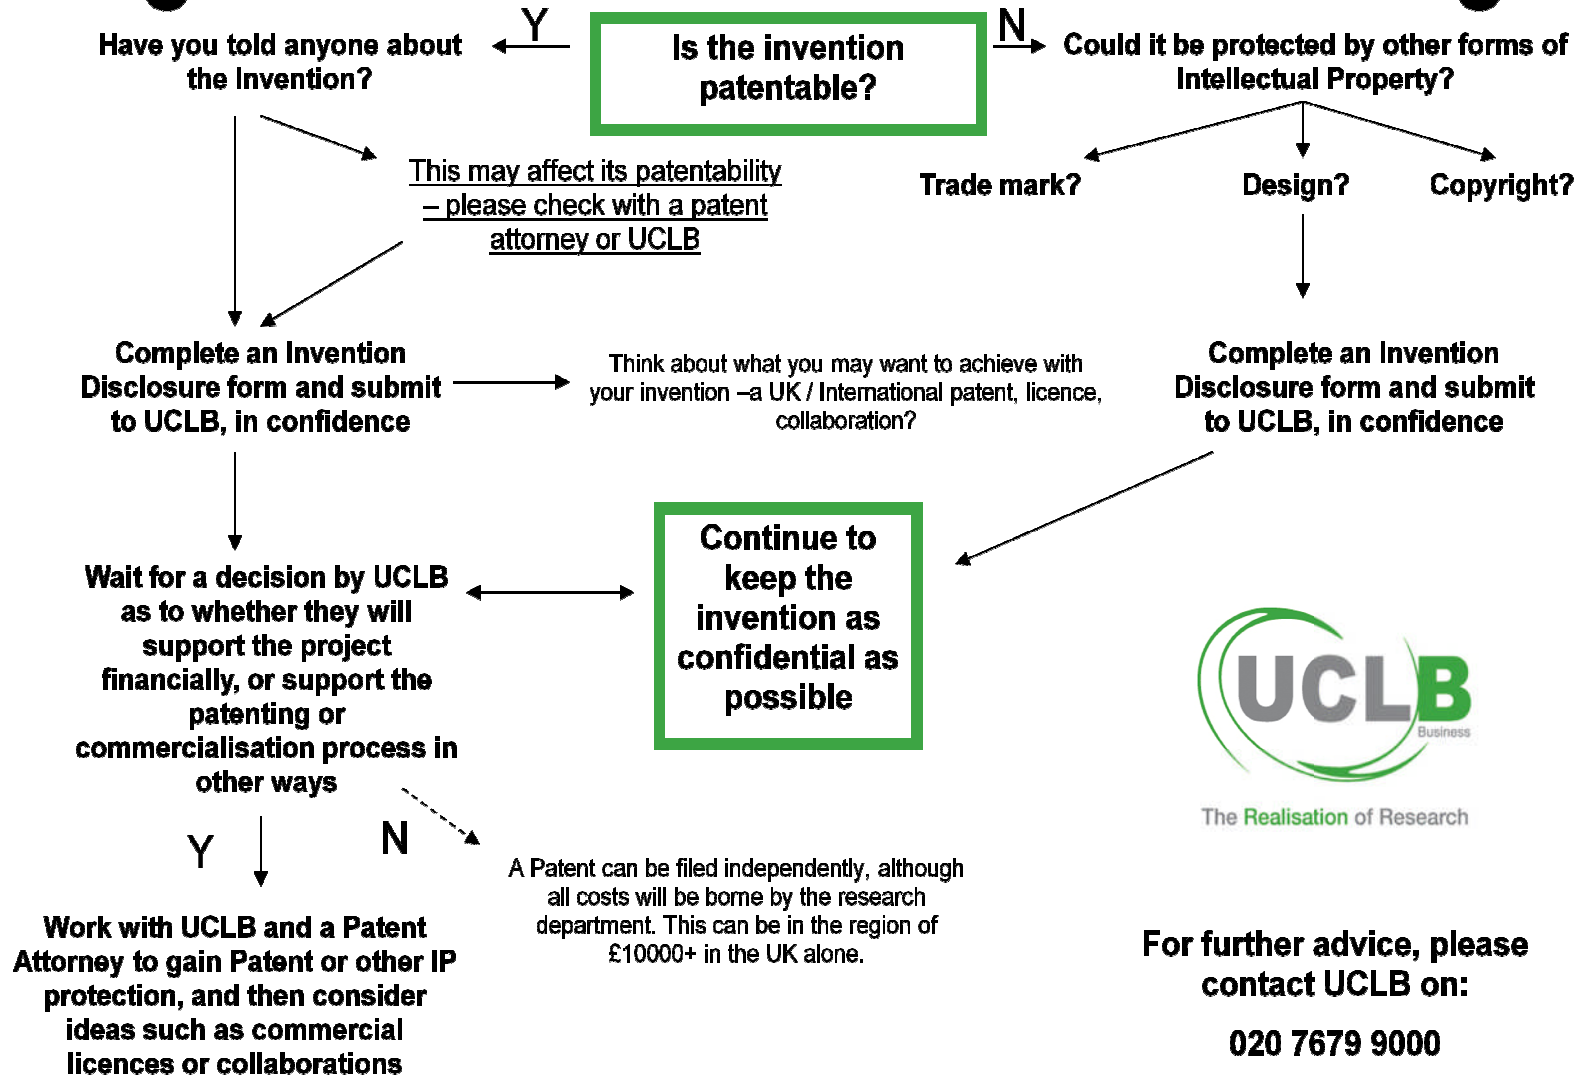 Y
N
Have you told anyone about
the Invention?
Is the invention
patentable?
Could it be protected by other forms of
Intellectual Property?
This may affect its patentability
– please check with a patent
attorney or UCLB
Trade mark?
Design?
Copyright?
Complete an Invention
Disclosure form and submit
to UCLB, in confidence
Think about what you may want to achieve with
your invention –a UK / International patent, licence,
collaboration?
Complete an Invention
Disclosure form and submit
to UCLB, in confidence
Wait for a decision by UCLB
as to whether they will
support the project
financially, or support the
patenting or
commercialisation process in
other ways
Continue to
keep the
invention as
confidential as
possible
UCLB
Business
The Realisation of Research
Y
N
A Patent can be filed independently, although
all costs will be borne by the research
department. This can be in the region of
£10000+ in the UK alone.
Work with UCLB and a Patent
Attorney to gain Patent or other IP
protection, and then consider
ideas such as commercial
licences or collaborations
For further advice, please
contact UCLB on:
020 7679 9000